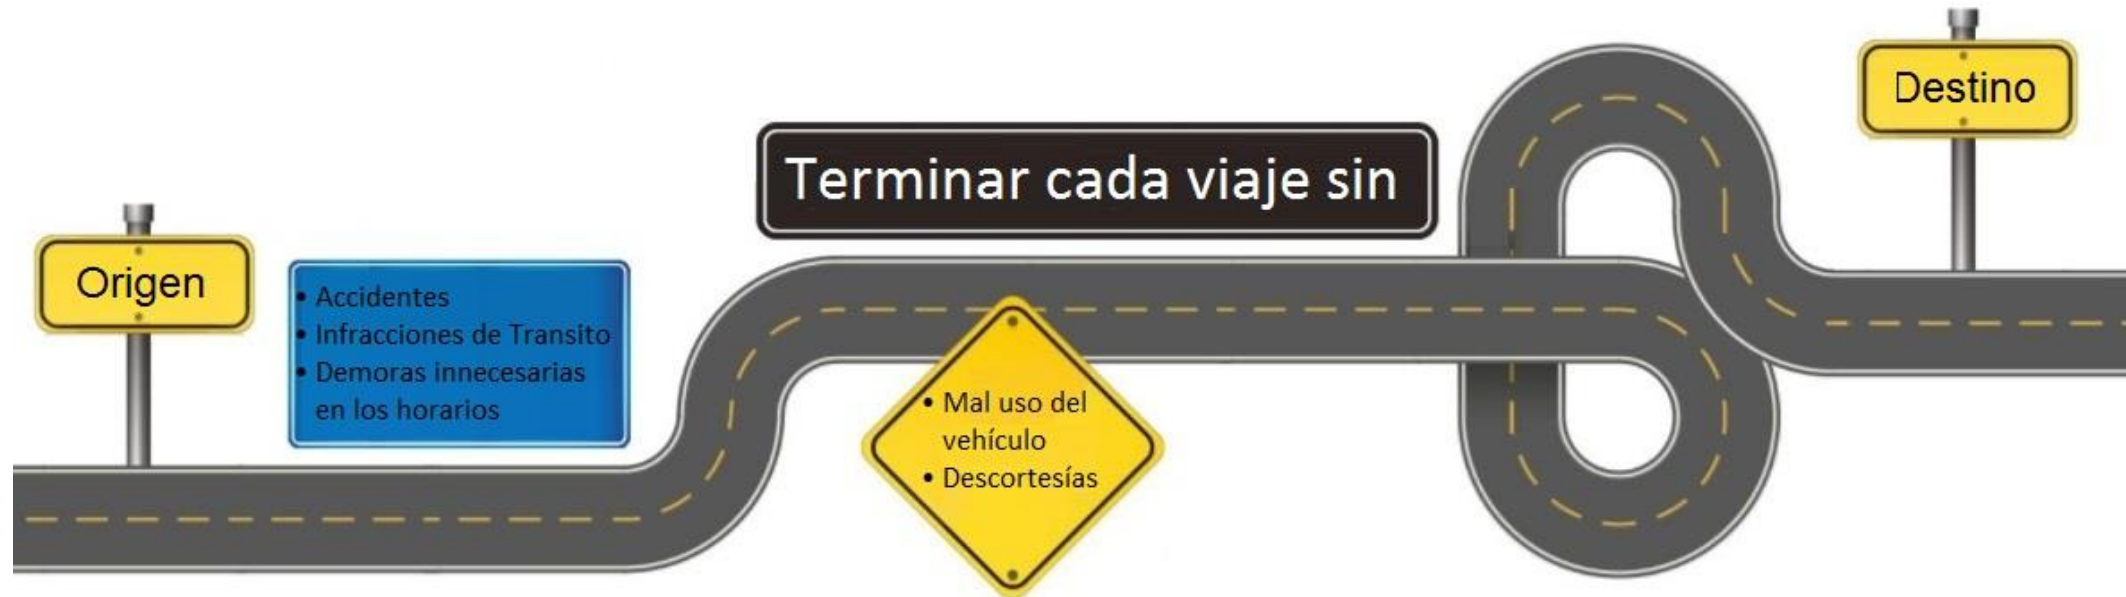 Destino
Terminar cada viaje sin
Origen
• Accidentes
• Infracciones de Transito
• Demoras innecesarias
en los horarios
• Mal uso del
vehículo
• Descortesías